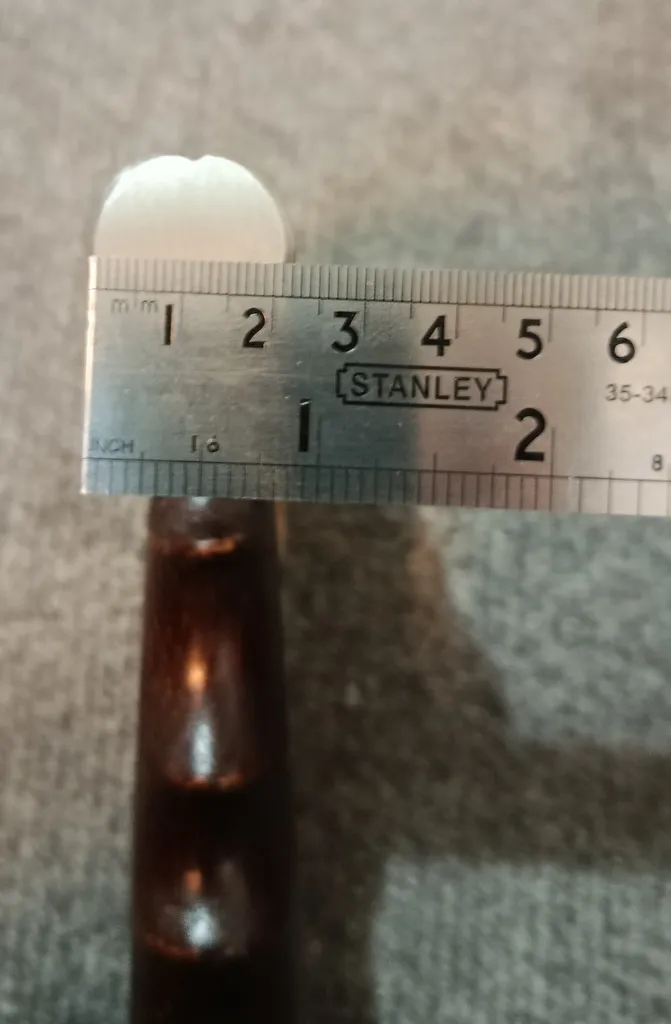 mm 1 2 3 4 5 6
STANLEY 35-34
1 2
INCH 16 8